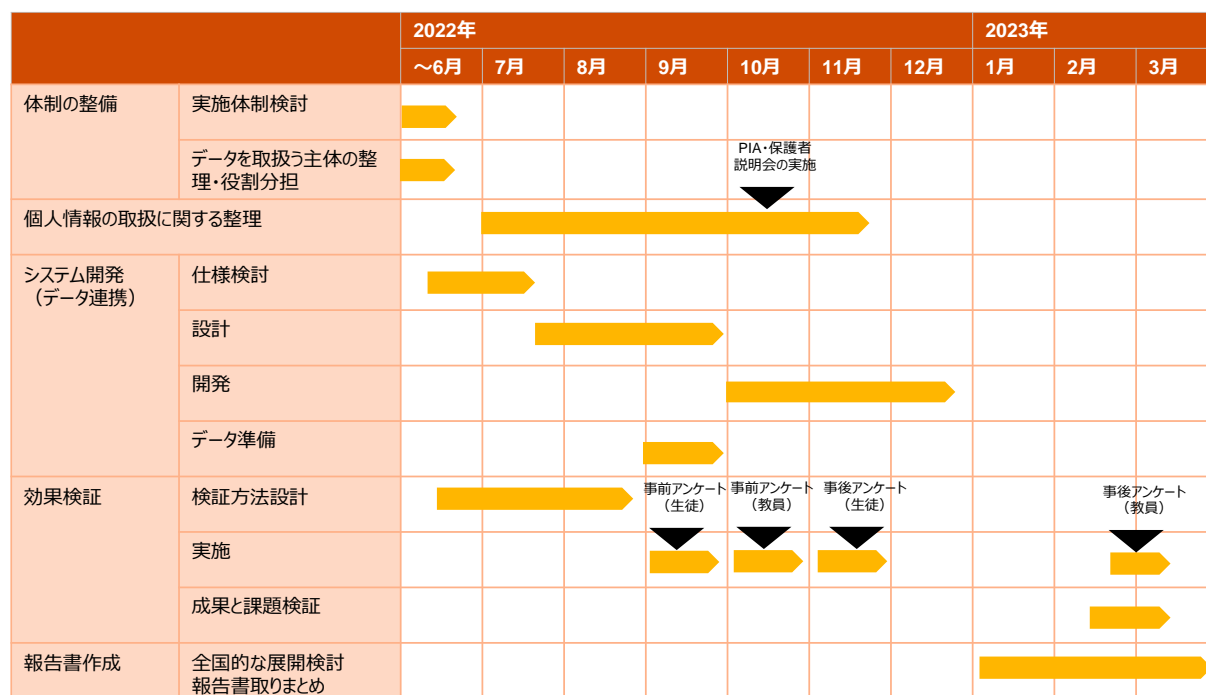 2022年
2023年
～6月
7月
8月
9月
10月
11月
12月
1月
2月
3月
体制の整備
実施体制検討
データを取扱う主体の整
理・役割分担
PIA・保護者
説明会の実施
個人情報の取扱に関する整理
システム開発
（データ連携）
仕様検討
設計
開発
データ準備
効果検証
検証方法設計
事前アンケート
（生徒）
事前アンケート
（教員）
事後アンケート
（生徒）
事後アンケート
（教員）
実施
成果と課題検証
報告書作成
全国的な展開検討
報告書取りまとめ